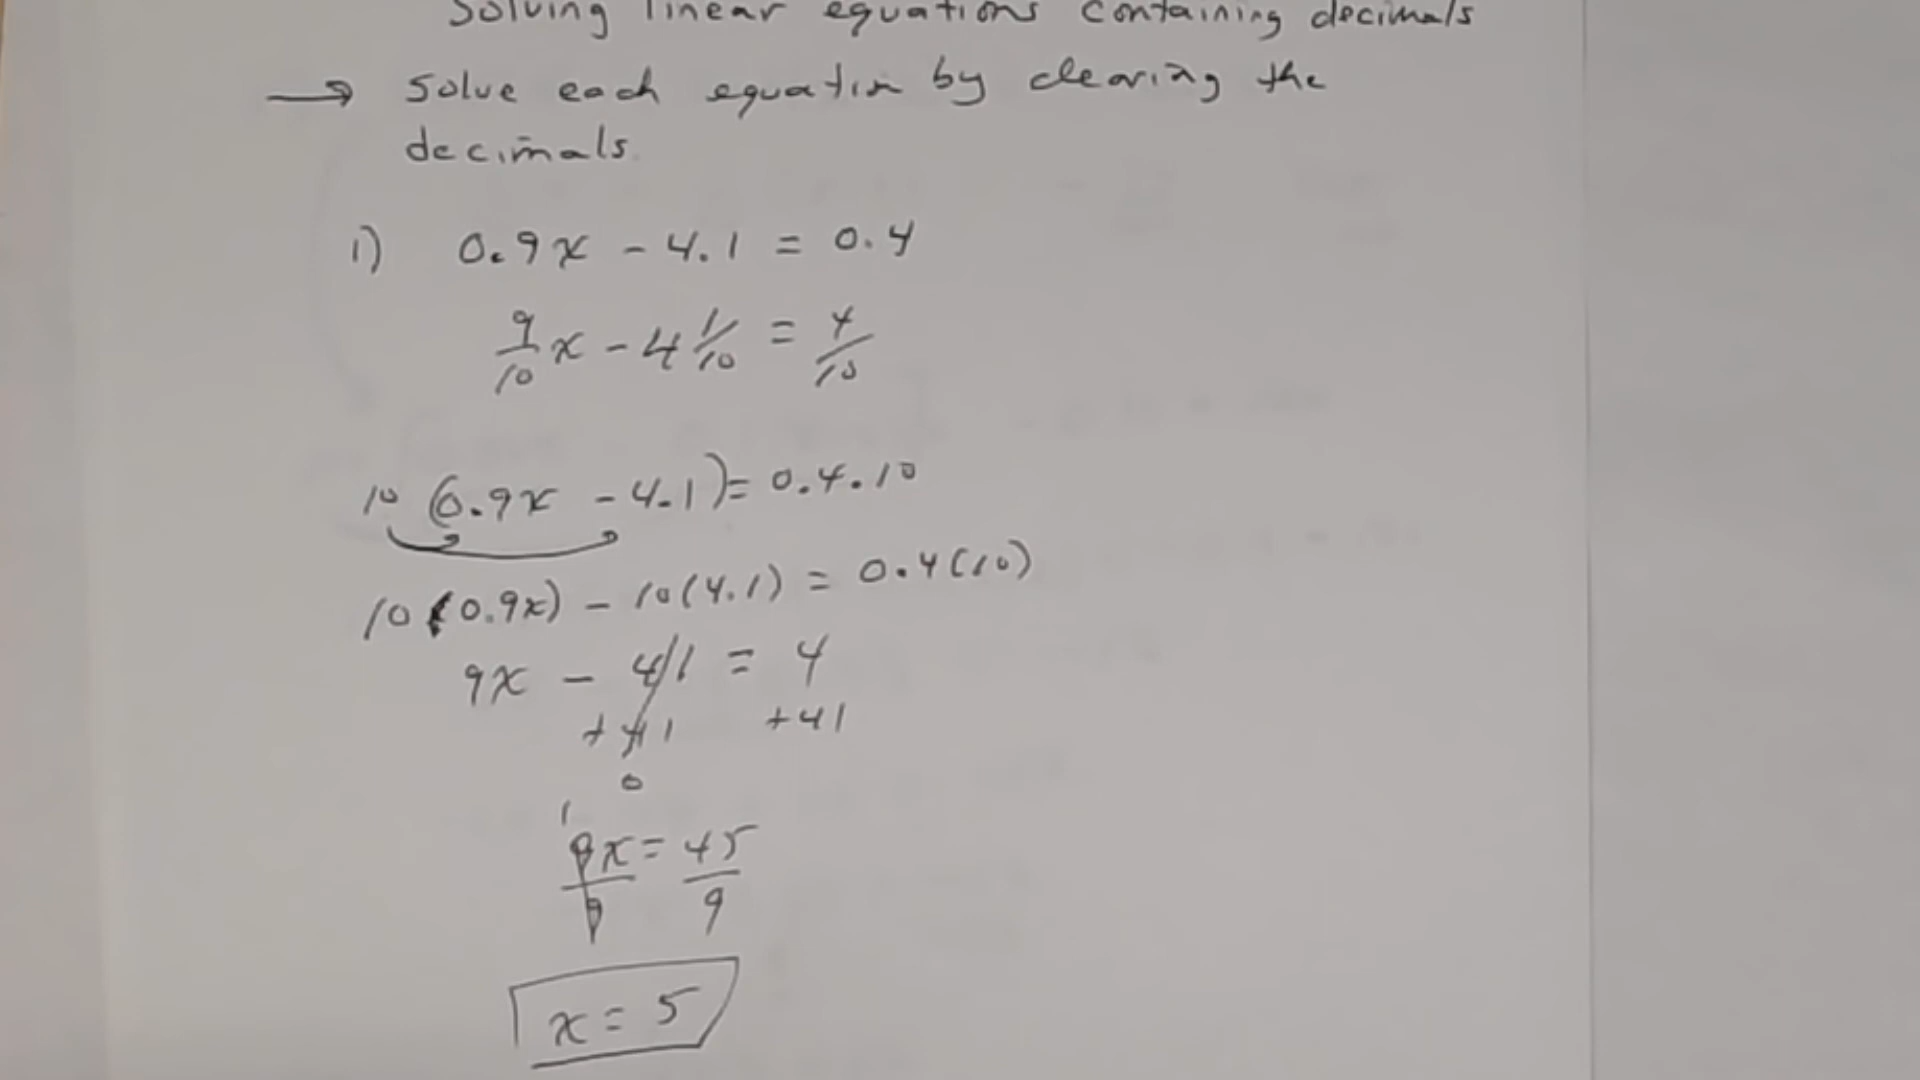 Solving linear equations containing decimals
→ Solve each equation by clearing the
decimals.
1) 0.9x - 4.1 = 0.4
9/10 x - 4 1/10 = 4/10
10 (0.9x - 4.1) = 0.4 . 10
10 (0.9x) - 10(4.1) = 0.4(10)
9x - 41 = 4
+41 +41
0
1
9x/9 = 45/9
x = 5